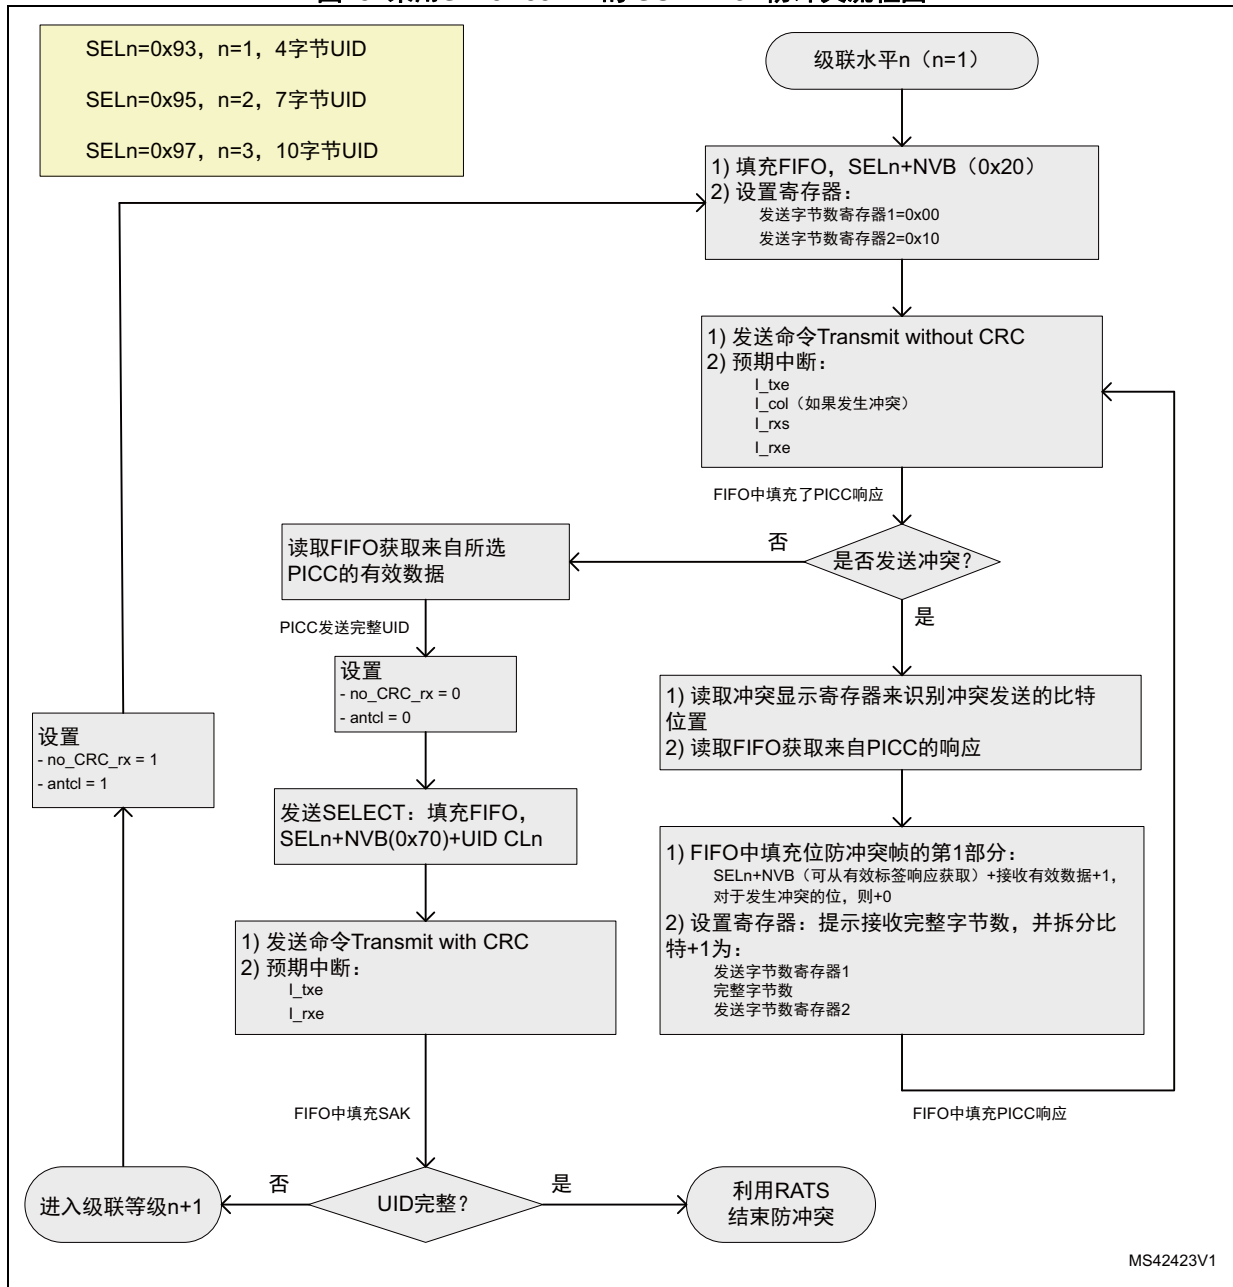 SELn=0x93，n=1，4字节UID
SELn=0x95，n=2，7字节UID
SELn=0x97，n=3，10字节UID
级联水平n（n=1）
1) 填充FIFO，SELn+NVB（0x20）
2) 设置寄存器：
发送字节数寄存器1=0x00
发送字节数寄存器2=0x10
1) 发送命令Transmit without CRC
2) 预期中断：
I_txe
I_col（如果发生冲突）
I_rxs
I_rxe
FIFO中填充了PICC响应
是否发送冲突？
否
是
读取FIFO获取来自所选
PICC的有效数据
PICC发送完整UID
设置
- no_CRC_rx = 0
- antcl = 0
发送SELECT：填充FIFO，
SELn+NVB(0x70)+UID CLn
1) 发送命令Transmit with CRC
2) 预期中断：
I_txe
I_rxe
FIFO中填充SAK
UID完整？
否
是
进入级联等级n+1
设置
- no_CRC_rx = 1
- antcl = 1
利用RATS
结束防冲突
1) 读取冲突显示寄存器来识别冲突发送的比特
位置
2) 读取FIFO获取来自PICC的响应
1) FIFO中填充位防冲突帧的第1部分：
SELn+NVB（可从有效标签响应获取）+接收有效数据+1，
对于发生冲突的位，则+0
2) 设置寄存器：提示接收完整字节数，并拆分比
特+1为：
发送字节数寄存器1
完整字节数
发送字节数寄存器2
FIFO中填充PICC响应
MS42423V1